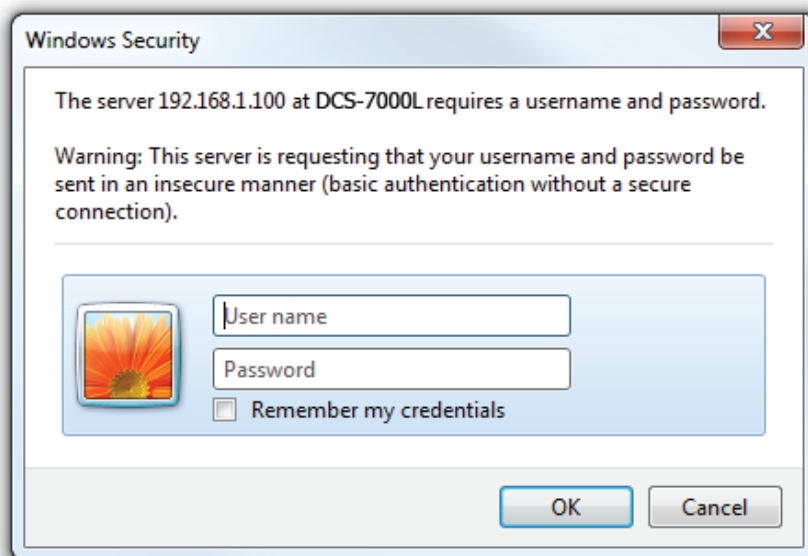 Windows Security
The server 192.168.1.100 at DCS-7000L requires a username and password.
Warning: This server is requesting that your username and password be
sent in an insecure manner (basic authentication without a secure
connection).
User name
Password
Remember my credentials
OK
Cancel